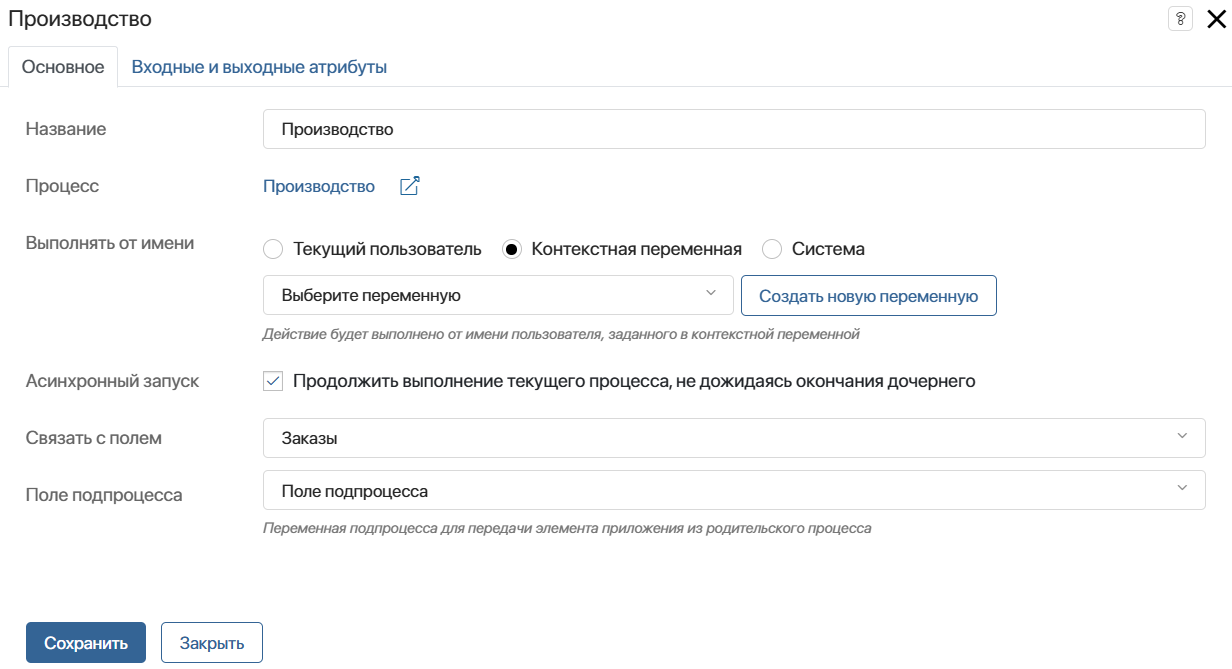 Производство
?
Основное
Входные и выходные атрибуты
Название
Производство
Процесс
Производство
Выполнять от имени
Текущий пользователь
Контекстная переменная
Система
Выберите переменную
Создать новую переменную
Действие будет выполнено от имени пользователя, заданного в контекстной переменной
Асинхронный запуск
Продолжить выполнение текущего процесса, не дожидаясь окончания дочернего
Связать с полем
Заказы
Поле подпроцесса
Поле подпроцесса
Переменная подпроцесса для передачи элемента приложения из родительского процесса
Сохранить
Закрыть